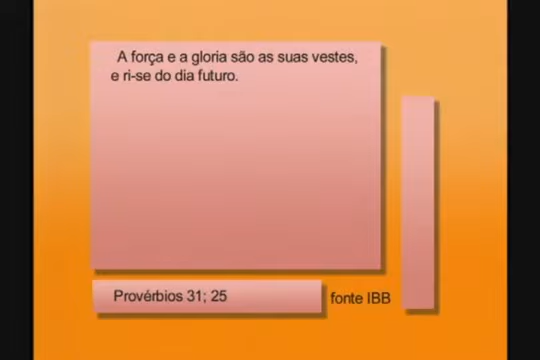 A força e a gloria são as suas vestes,
e ri-se do dia futuro.
Provérbios 31; 25
fonte IBB